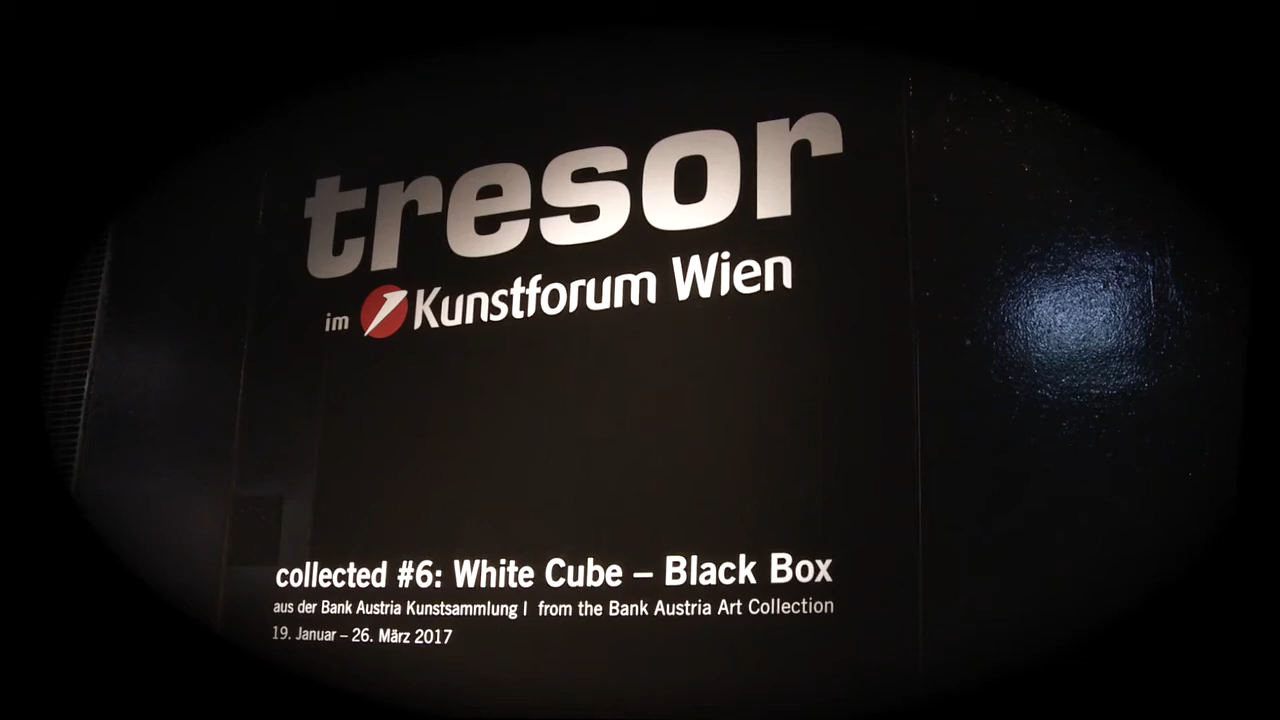 tresor
im Kunstforum Wien
collected #6: White Cube – Black Box
aus der Bank Austria Kunstsammlung | from the Bank Austria Art Collection
19. Januar – 26. März 2017